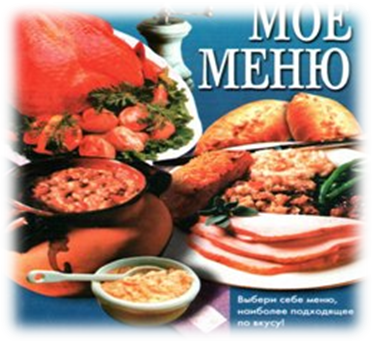 МОЕ
МЕНЮ
Выбери себе меню,
наиболее подходящее
по вкусу!